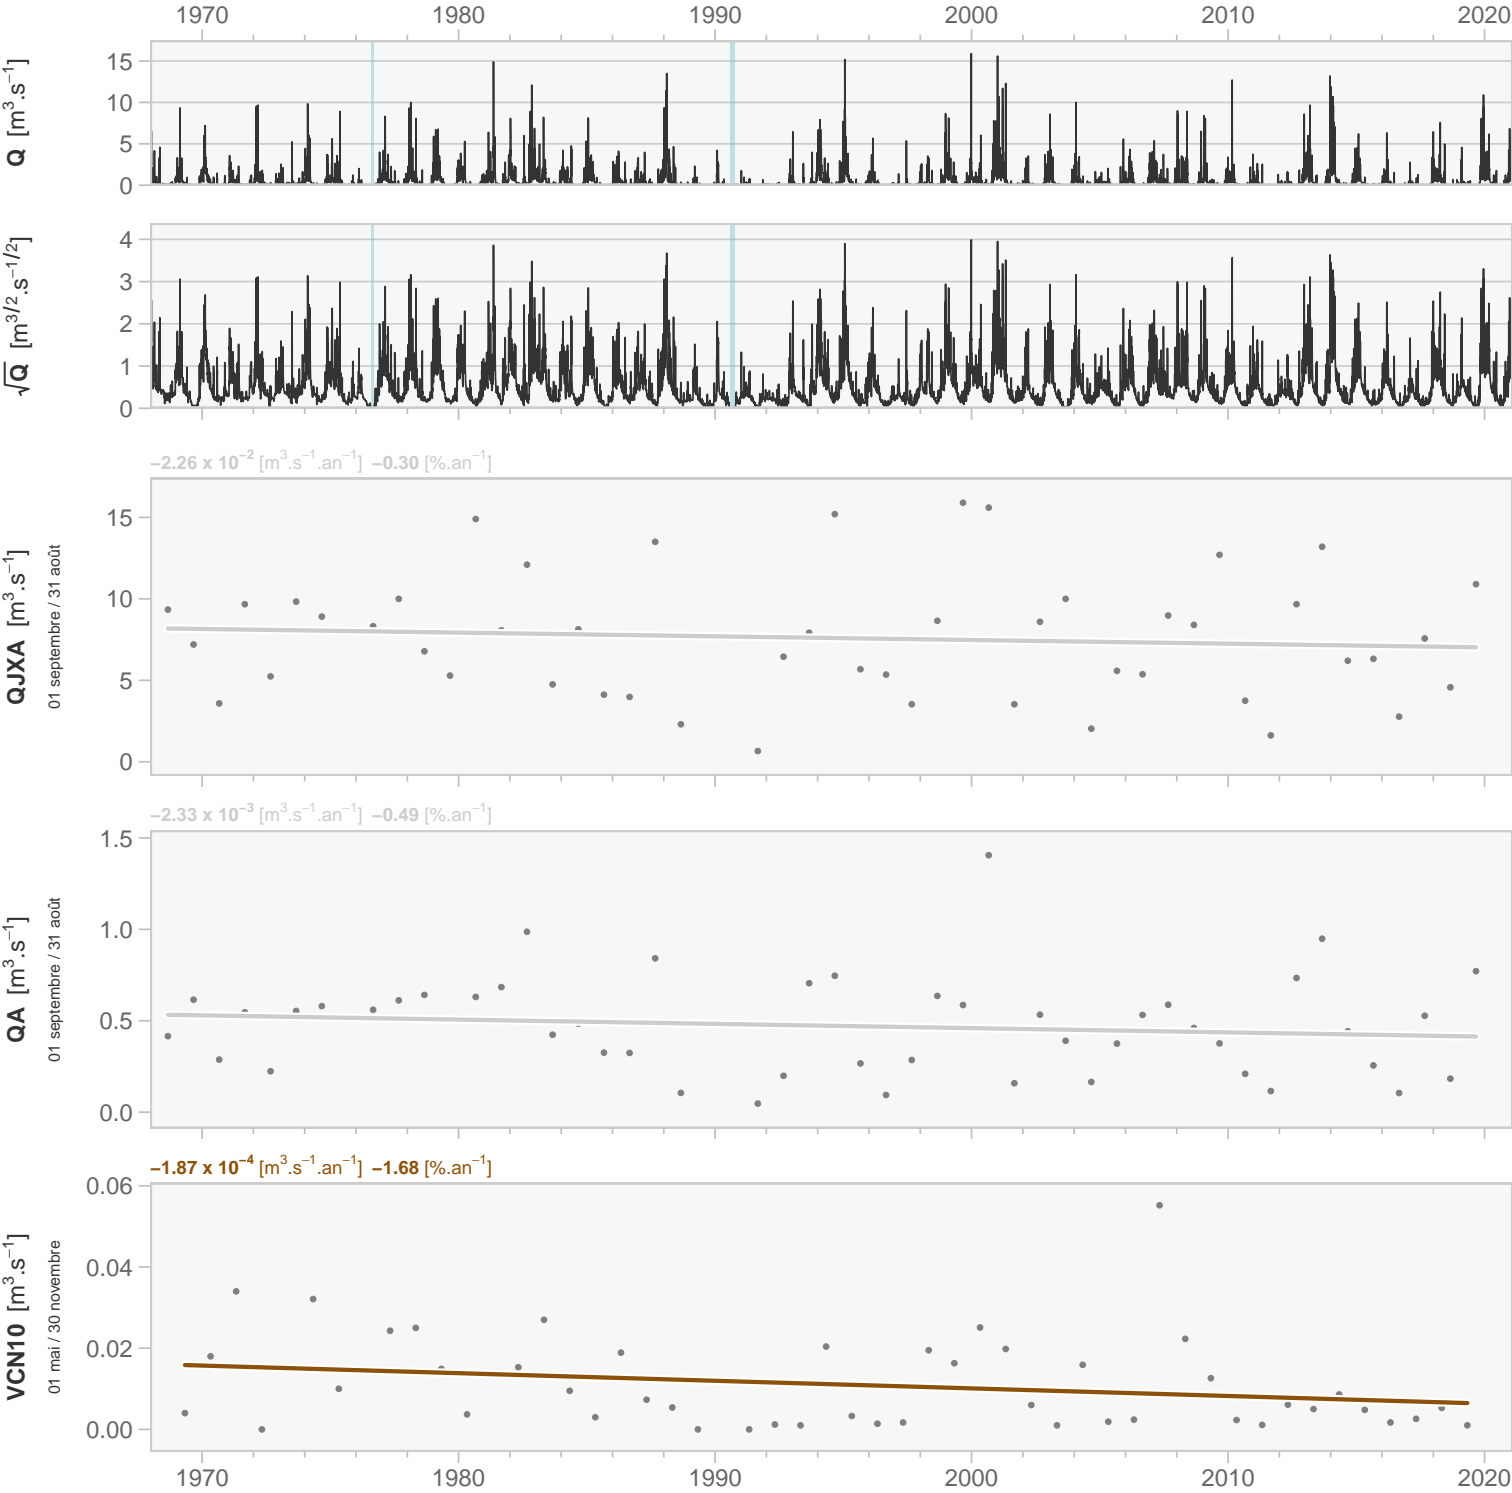 1970 1980 1990 2000 2010 2020
Q [m³.s⁻¹]
15
10
5
0
√Q [m³ᐟ².s⁻¹ᐟ²]
4
3
2
1
0
−2.26 x 10⁻² [m³.s⁻¹.an⁻¹] −0.30 [%.an⁻¹]
QJXA [m³.s⁻¹]
01 septembre / 31 août
15
10
5
0
−2.33 x 10⁻³ [m³.s⁻¹.an⁻¹] −0.49 [%.an⁻¹]
QA [m³.s⁻¹]
01 septembre / 31 août
1.5
1.0
0.5
0.0
−1.87 x 10⁻⁴ [m³.s⁻¹.an⁻¹] −1.68 [%.an⁻¹]
VCN10 [m³.s⁻¹]
01 mai / 30 novembre
0.06
0.04
0.02
0.00
1970 1980 1990 2000 2010 2020